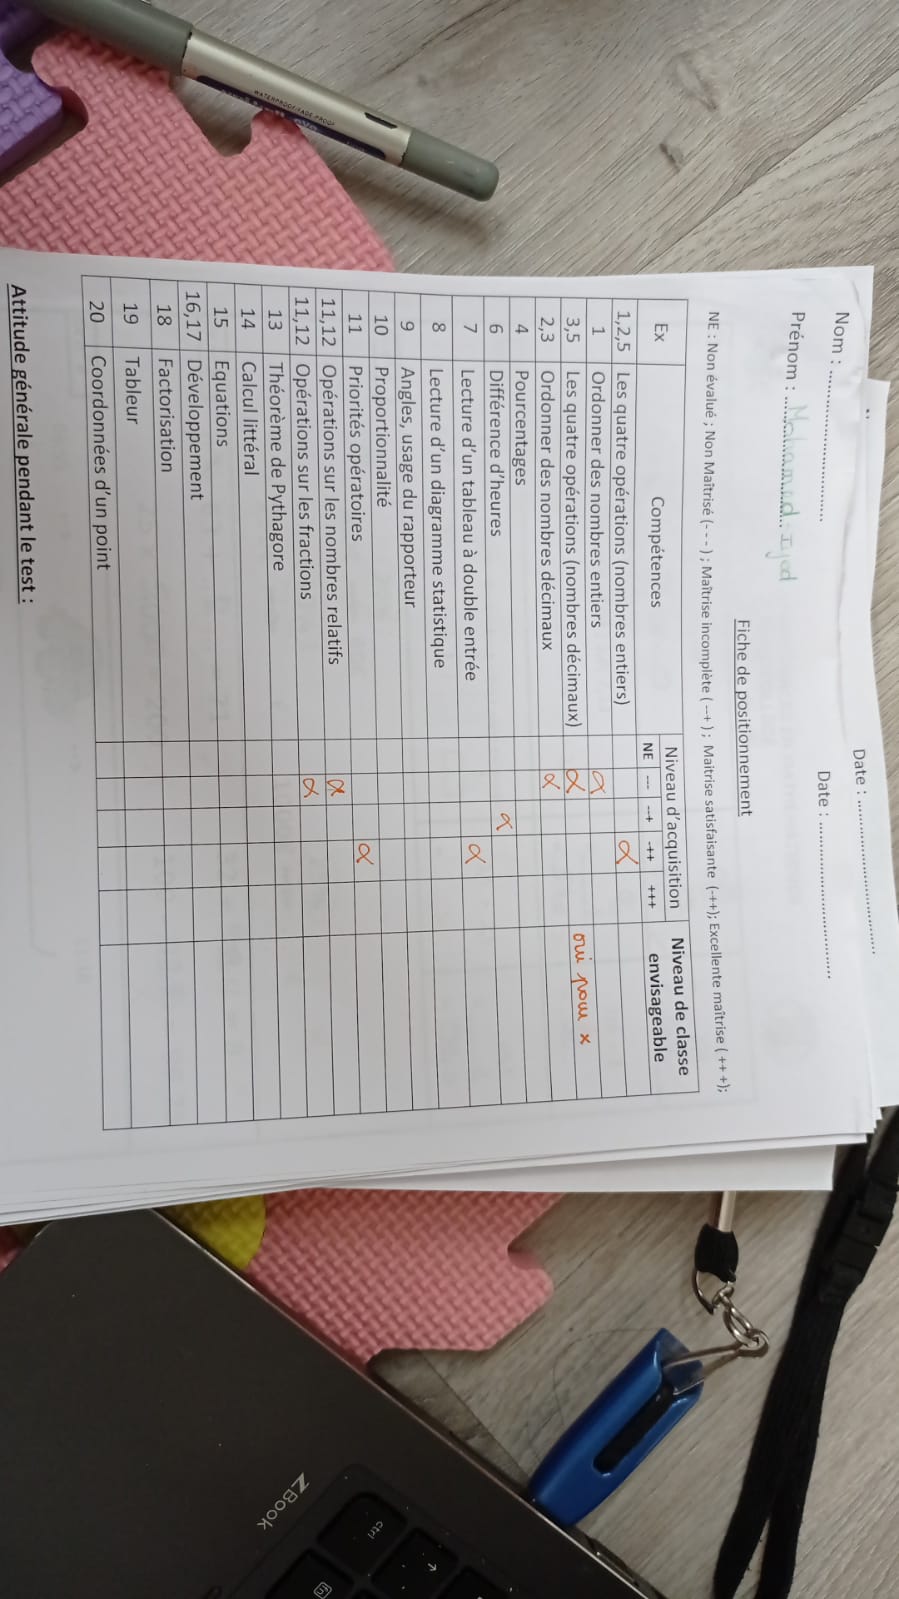 Date : ..............................
Nom : ..............................
Date : ..............................
Prénom : Mohamed. Ijad
Fiche de positionnement
NE : Non évalué ; Non Maîtrisé (- - - ) ; Maîtrise incomplète ( --+ ) ; Maitrise satisfaisante (-++); Excellente maîtrise ( ++ +);
Ex Compétences Niveau d'acquisition Niveau de classe envisageable
NE --- --+ -++ +++
1,2,5 Les quatre opérations (nombres entiers) α
1 Ordonner des nombres entiers α
3,5 Les quatre opérations (nombres décimaux) α oui pour x
2,3 Ordonner des nombres décimaux α
4 Pourcentages
6 Différence d'heures α
7 Lecture d'un tableau à double entrée α
8 Lecture d'un diagramme statistique
9 Angles, usage du rapporteur
10 Proportionnalité
11 Priorités opératoires α
11,12 Opérations sur les nombres relatifs α
11,12 Opérations sur les fractions α
13 Théorème de Pythagore
14 Calcul littéral
15 Equations
16,17 Développement
18 Factorisation
19 Tableur
20 Coordonnées d'un point
Attitude générale pendant le test :
WATERPROOF/FADE PROOF
ZBOOK
ctrl
fn